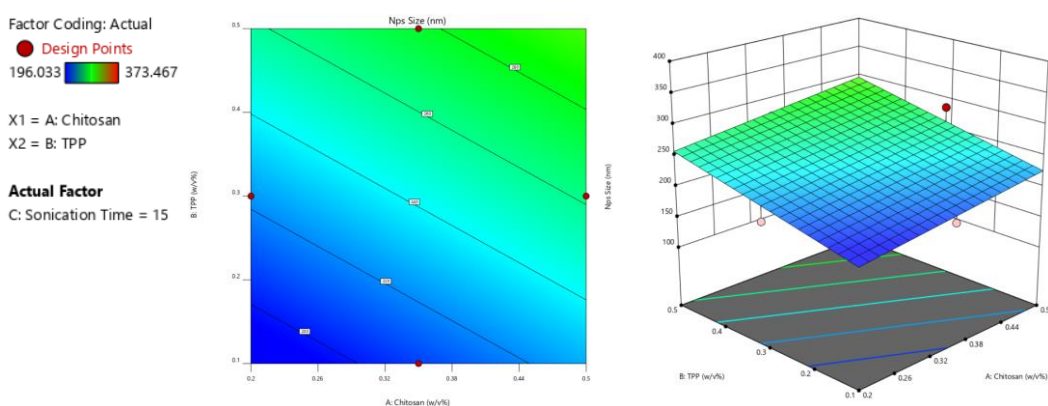 Factor Coding: Actual
Design Points
196.033 373.467
X1 = A: Chitosan
X2 = B: TPP
Actual Factor
C: Sonication Time = 15
Nps Size (nm)
0.5
0.4
0.3
0.2
0.1
B: TPP (w/v%)
0.2 0.26 0.32 0.38 0.44 0.5
A: Chitosan (w/v%)
Nps Size (nm)
400
350
300
250
200
150
100
0.5 0.4 0.3 0.2 0.1
B: TPP (w/v%)
0.2 0.26 0.32 0.38 0.44 0.5
A: Chitosan (w/v%)